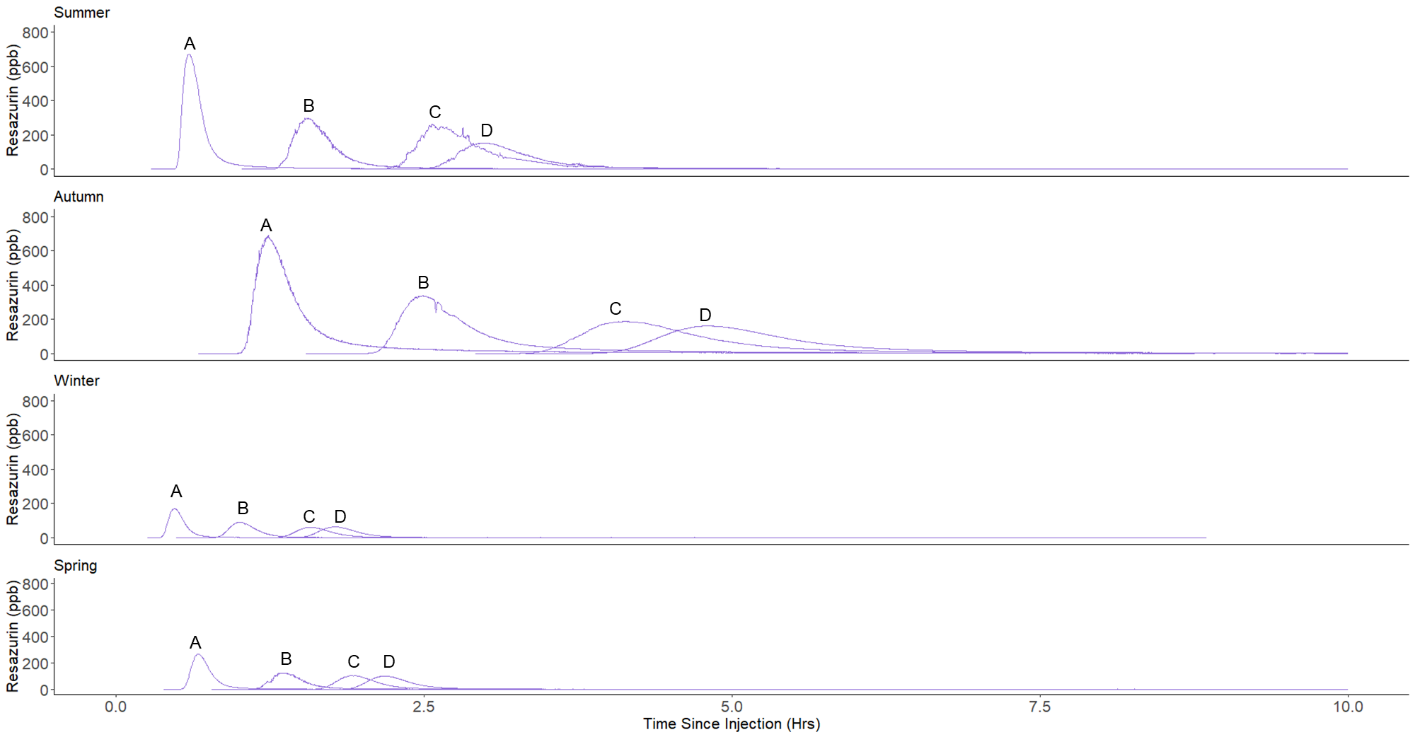 Summer
Resazurin (ppb)
800
600
400
200
0
A
B
C
D
Autumn
Resazurin (ppb)
800
600
400
200
0
A
B
C
D
Winter
Resazurin (ppb)
800
600
400
200
0
A
B
C
D
Spring
Resazurin (ppb)
800
600
400
200
0
A
B
C
D
0.0 2.5 5.0 7.5 10.0
Time Since Injection (Hrs)